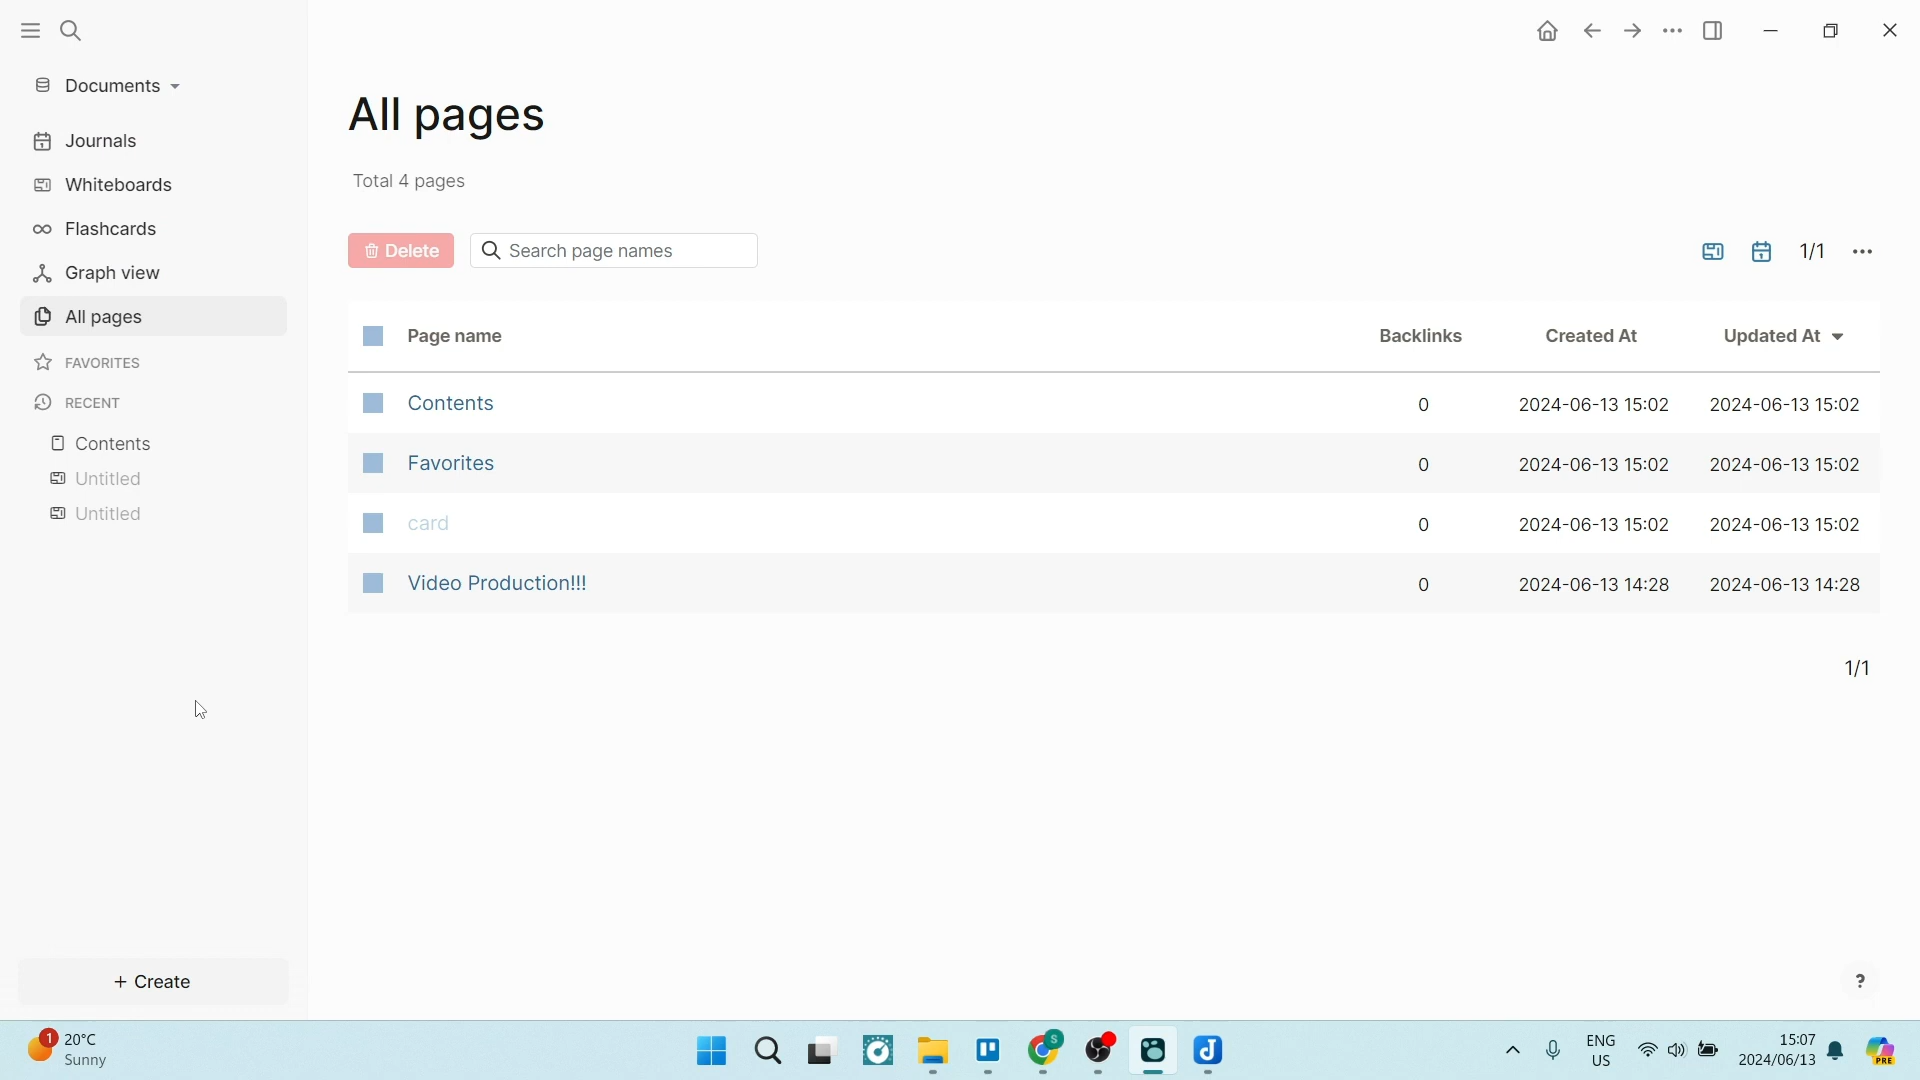 Documents
Journals
Whiteboards
Flashcards
Graph view
All pages
FAVORITES
RECENT
Contents
Untitled
Untitled
+ Create
All pages
Total 4 pages
Delete
Search page names
1/1
Page name Backlinks Created At Updated At
Contents 0 2024-06-13 15:02 2024-06-13 15:02
Favorites 0 2024-06-13 15:02 2024-06-13 15:02
card 0 2024-06-13 15:02 2024-06-13 15:02
Video Production!!! 0 2024-06-13 14:28 2024-06-13 14:28
1/1
?
1
20°C
Sunny
S
ENG
US
15:07
2024/06/13
PRE